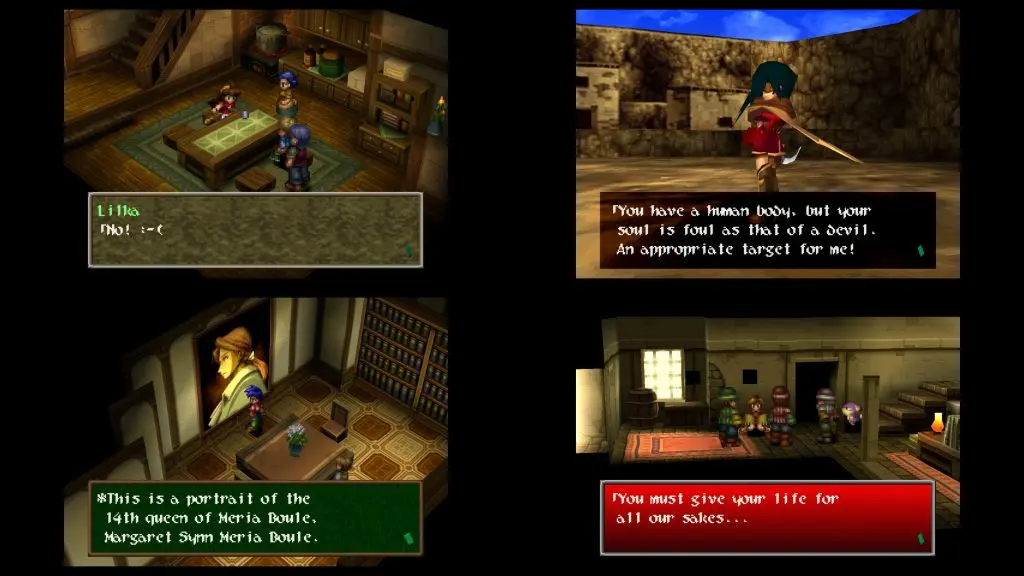 Lilka
「No! :-(
「You have a human body, but your
soul is foul as that of a devil.
An appropriate target for me!
*This is a portrait of the
14th queen of Meria Boule,
Margaret Synn Meria Boule.
「You must give your life for
all our sakes...